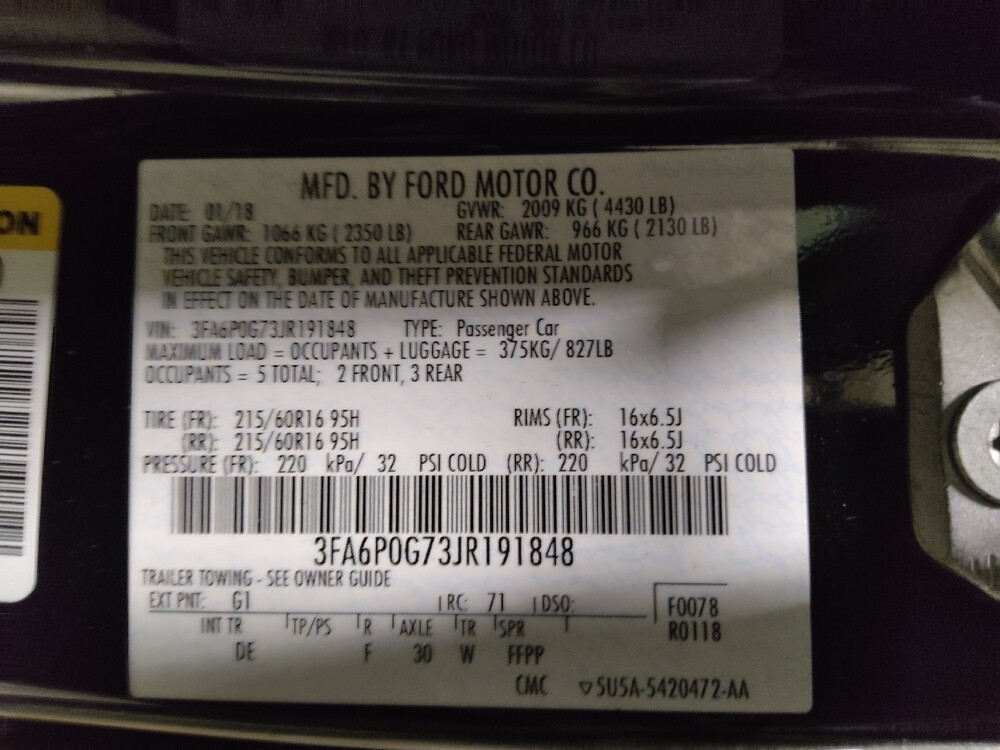 MFD. BY FORD MOTOR CO.
DATE: 01/18 GVWR: 2009 KG ( 4430 LB)
FRONT GAWR: 1066 KG ( 2350 LB) REAR GAWR: 966 KG ( 2130 LB)
THIS VEHICLE CONFORMS TO ALL APPLICABLE FEDERAL MOTOR
VEHICLE SAFETY, BUMPER, AND THEFT PREVENTION STANDARDS
IN EFFECT ON THE DATE OF MANUFACTURE SHOWN ABOVE.
VIN: 3FA6P0G73JR191848 TYPE: Passenger Car
MAXIMUM LOAD = OCCUPANTS + LUGGAGE = 375KG/ 827LB
OCCUPANTS = 5 TOTAL; 2 FRONT, 3 REAR
TIRE (FR): 215/60R16 95H RIMS (FR): 16x6.5J
(RR): 215/60R16 95H (RR): 16x6.5J
PRESSURE (FR): 220 kPa/ 32 PSI COLD (RR): 220 kPa/ 32 PSI COLD
3FA6P0G73JR191848
TRAILER TOWING - SEE OWNER GUIDE
EXT PNT: G1 RC: 71 DSO: F0078
INT TR TP/PS R AXLE TR SPR R0118
DE F 30 W FFPP
CMC ▽5U5A-5420472-AA
ON